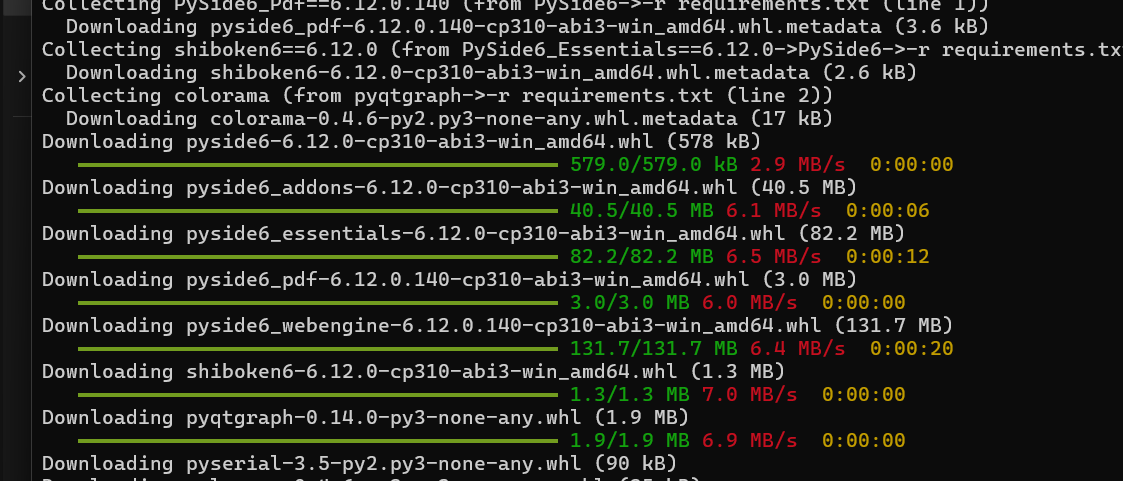 Collecting PySide6_Pdf==6.12.0.140 (from PySide6->-r requirements.txt (line 1))
Downloading pyside6_pdf-6.12.0.140-cp310-abi3-win_amd64.whl.metadata (3.6 kB)
Collecting shiboken6==6.12.0 (from PySide6_Essentials==6.12.0->PySide6->-r requirements.tx
Downloading shiboken6-6.12.0-cp310-abi3-win_amd64.whl.metadata (2.6 kB)
Collecting colorama (from pyqtgraph->-r requirements.txt (line 2))
Downloading colorama-0.4.6-py2.py3-none-any.whl.metadata (17 kB)
Downloading pyside6-6.12.0-cp310-abi3-win_amd64.whl (578 kB)
579.0/579.0 kB 2.9 MB/s 0:00:00
Downloading pyside6_addons-6.12.0-cp310-abi3-win_amd64.whl (40.5 MB)
40.5/40.5 MB 6.1 MB/s 0:00:06
Downloading pyside6_essentials-6.12.0-cp310-abi3-win_amd64.whl (82.2 MB)
82.2/82.2 MB 6.5 MB/s 0:00:12
Downloading pyside6_pdf-6.12.0.140-cp310-abi3-win_amd64.whl (3.0 MB)
3.0/3.0 MB 6.0 MB/s 0:00:00
Downloading pyside6_webengine-6.12.0.140-cp310-abi3-win_amd64.whl (131.7 MB)
131.7/131.7 MB 6.4 MB/s 0:00:20
Downloading shiboken6-6.12.0-cp310-abi3-win_amd64.whl (1.3 MB)
1.3/1.3 MB 7.0 MB/s 0:00:00
Downloading pyqtgraph-0.14.0-py3-none-any.whl (1.9 MB)
1.9/1.9 MB 6.9 MB/s 0:00:00
Downloading pyserial-3.5-py2.py3-none-any.whl (90 kB)